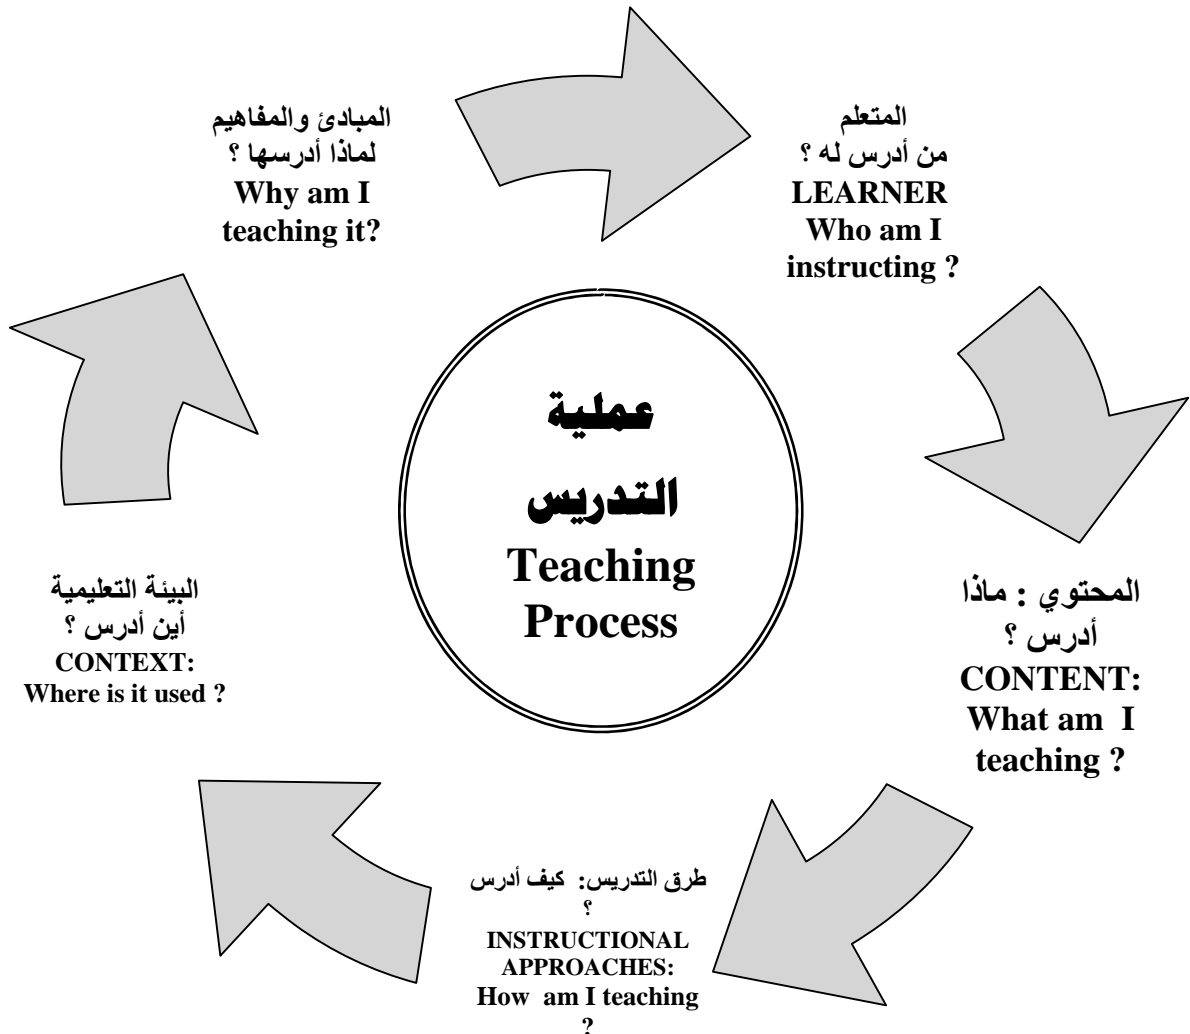 المبادئ والمفاهيم
لماذا أدرسها ؟
Why am I
teaching it?
المتعلم
من أدرس له ؟
LEARNER
Who am I
instructing ?
عملية
التدريس
Teaching
Process
المحتوي : ماذا
أدرس ؟
CONTENT:
What am I
teaching ?
طرق التدريس: كيف أدرس
؟
INSTRUCTIONAL
APPROACHES:
How am I teaching
?
البيئة التعليمية
أين أدرس ؟
CONTEXT:
Where is it used ?